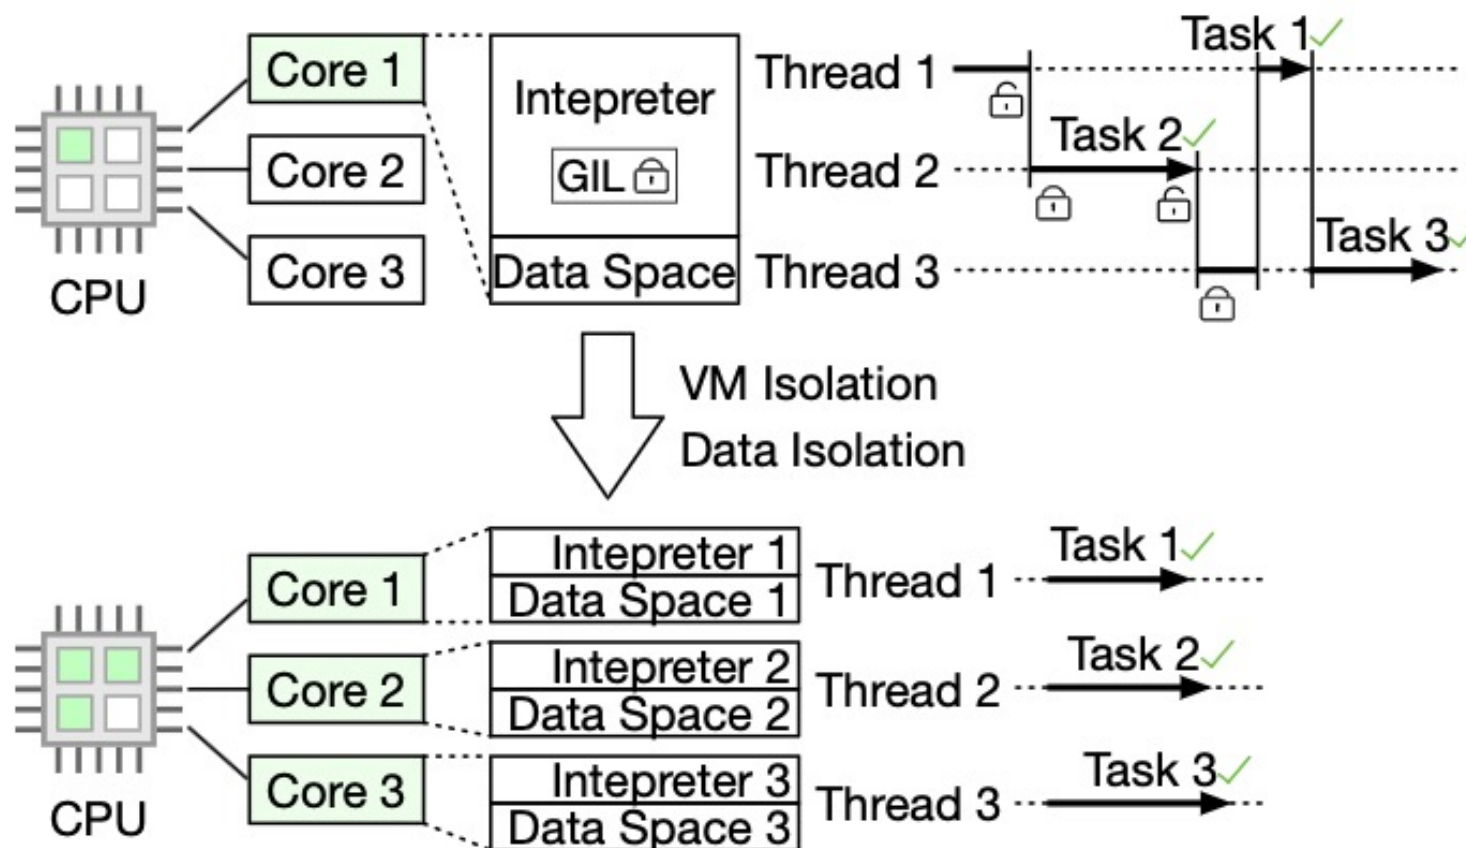 Core 1
Core 2
Core 3
CPU
Intepreter
GIL
Data Space
Thread 1
Thread 2
Thread 3
Task 1
Task 2
Task 3
VM Isolation
Data Isolation
Core 1
Core 2
Core 3
CPU
Intepreter 1
Data Space 1
Intepreter 2
Data Space 2
Intepreter 3
Data Space 3
Thread 1
Thread 2
Thread 3
Task 1
Task 2
Task 3